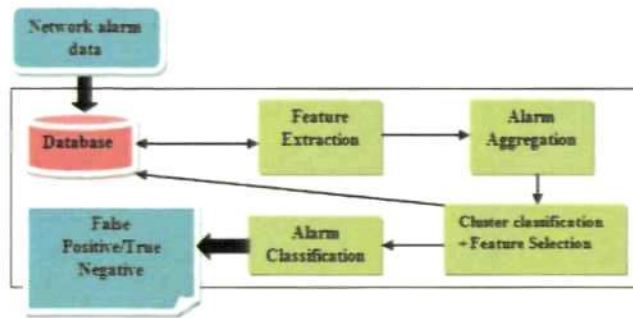 Network alarm
data
Database
Feature
Extraction
Alarm
Aggregation
Cluster classification
+ Feature Selection
Alarm
Classification
False
Positive/True
Negative